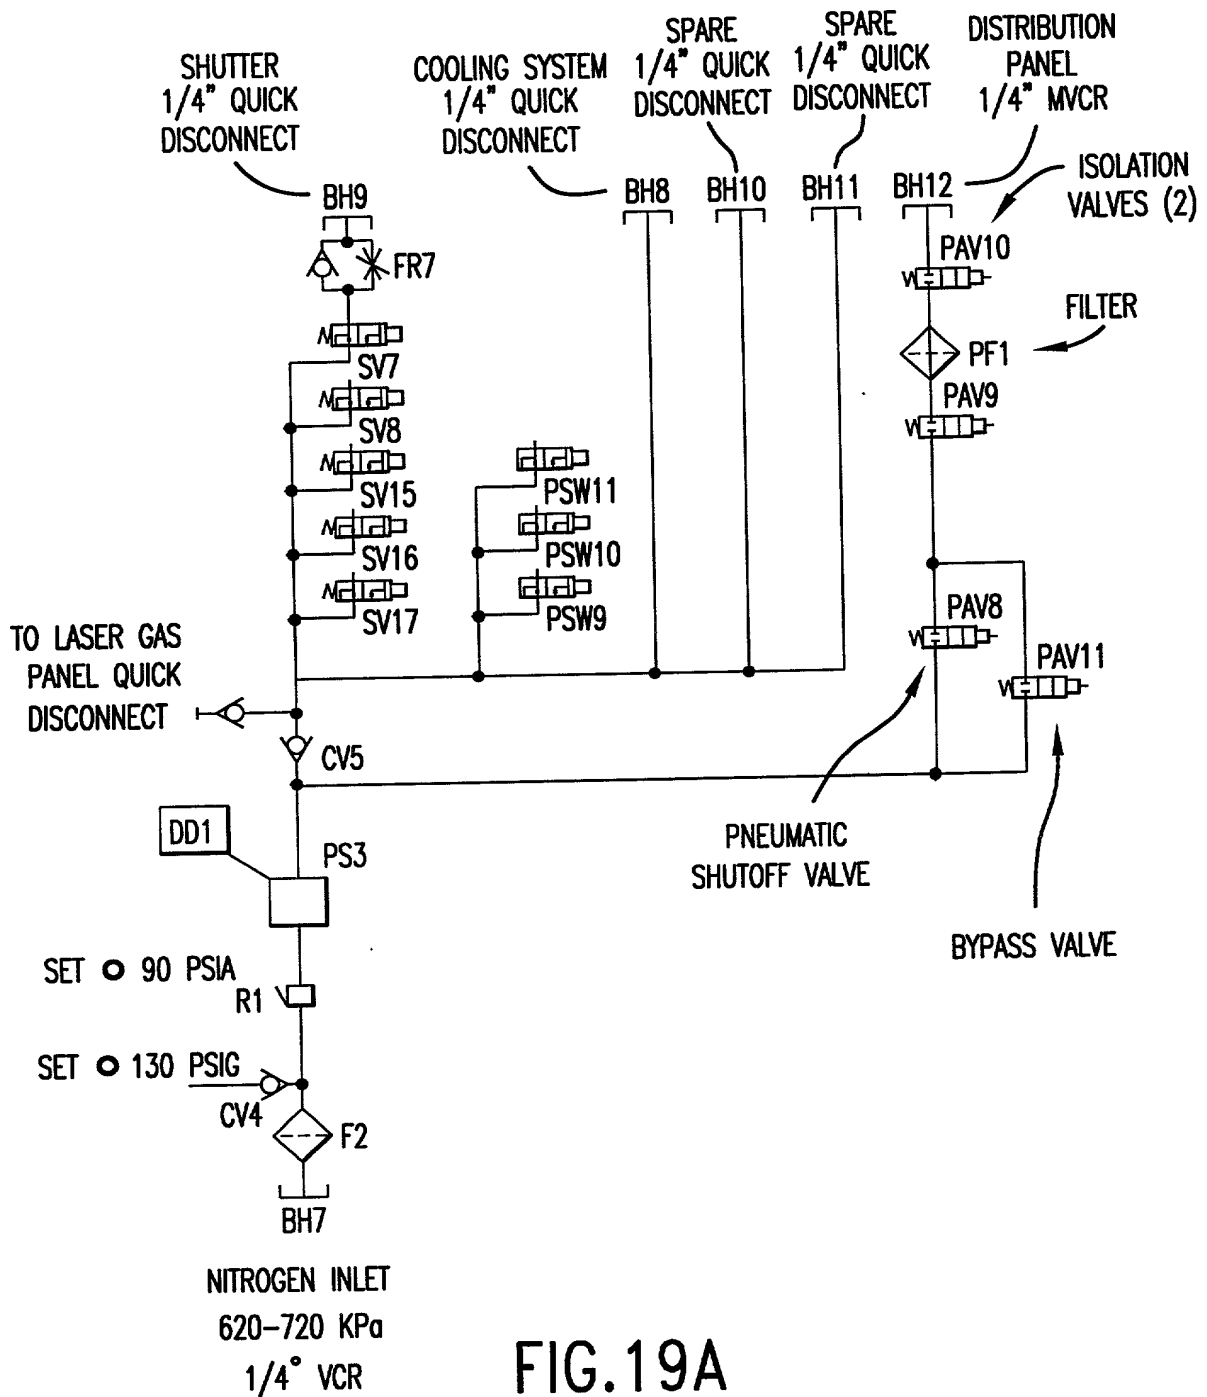 SHUTTER
1/4" QUICK
DISCONNECT
COOLING SYSTEM
1/4" QUICK
DISCONNECT
SPARE
1/4" QUICK
DISCONNECT
SPARE
1/4" QUICK
DISCONNECT
DISTRIBUTION
PANEL
1/4" MVCR
BH9
BH8
BH10
BH11
BH12
ISOLATION
VALVES (2)
PAV10
FR7
FILTER
PF1
SV7
PAV9
SV8
SV15
PSW11
SV16
PSW10
SV17
PSW9
PAV8
PAV11
TO LASER GAS
PANEL QUICK
DISCONNECT
CV5
DD1
PS3
PNEUMATIC
SHUTOFF VALVE
BYPASS VALVE
SET O 90 PSIA
R1
SET O 130 PSIG
CV4
F2
BH7
NITROGEN INLET
620-720 KPa
1/4° VCR
FIG.19A